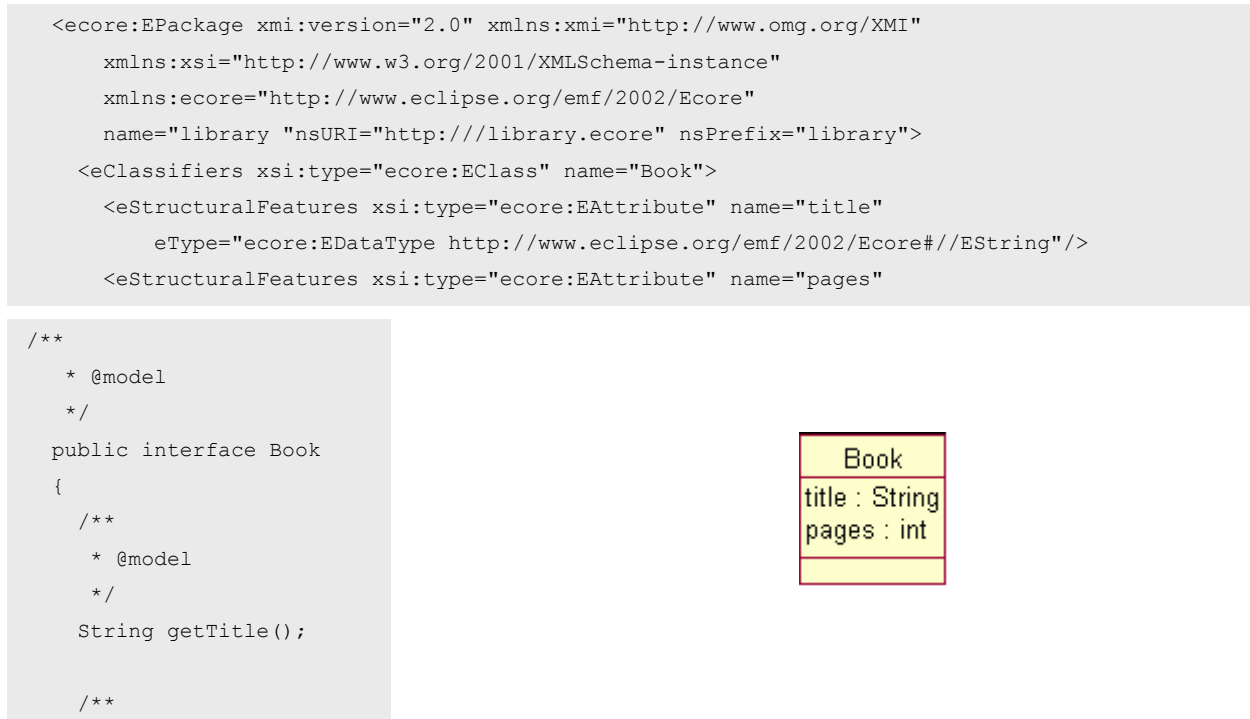 <ecore:EPackage xmi:version="2.0" xmlns:xmi="http://www.omg.org/XMI"
xmlns:xsi="http://www.w3.org/2001/XMLSchema-instance"
xmlns:ecore="http://www.eclipse.org/emf/2002/Ecore"
name="library "nsURI="http:///library.ecore" nsPrefix="library">
<eClassifiers xsi:type="ecore:EClass" name="Book">
<eStructuralFeatures xsi:type="ecore:EAttribute" name="title"
eType="ecore:EDataType http://www.eclipse.org/emf/2002/Ecore#//EString"/>
<eStructuralFeatures xsi:type="ecore:EAttribute" name="pages"
/**
* @model
*/
public interface Book
{
/**
* @model
*/
String getTitle();
/**
Book
title : String
pages : int